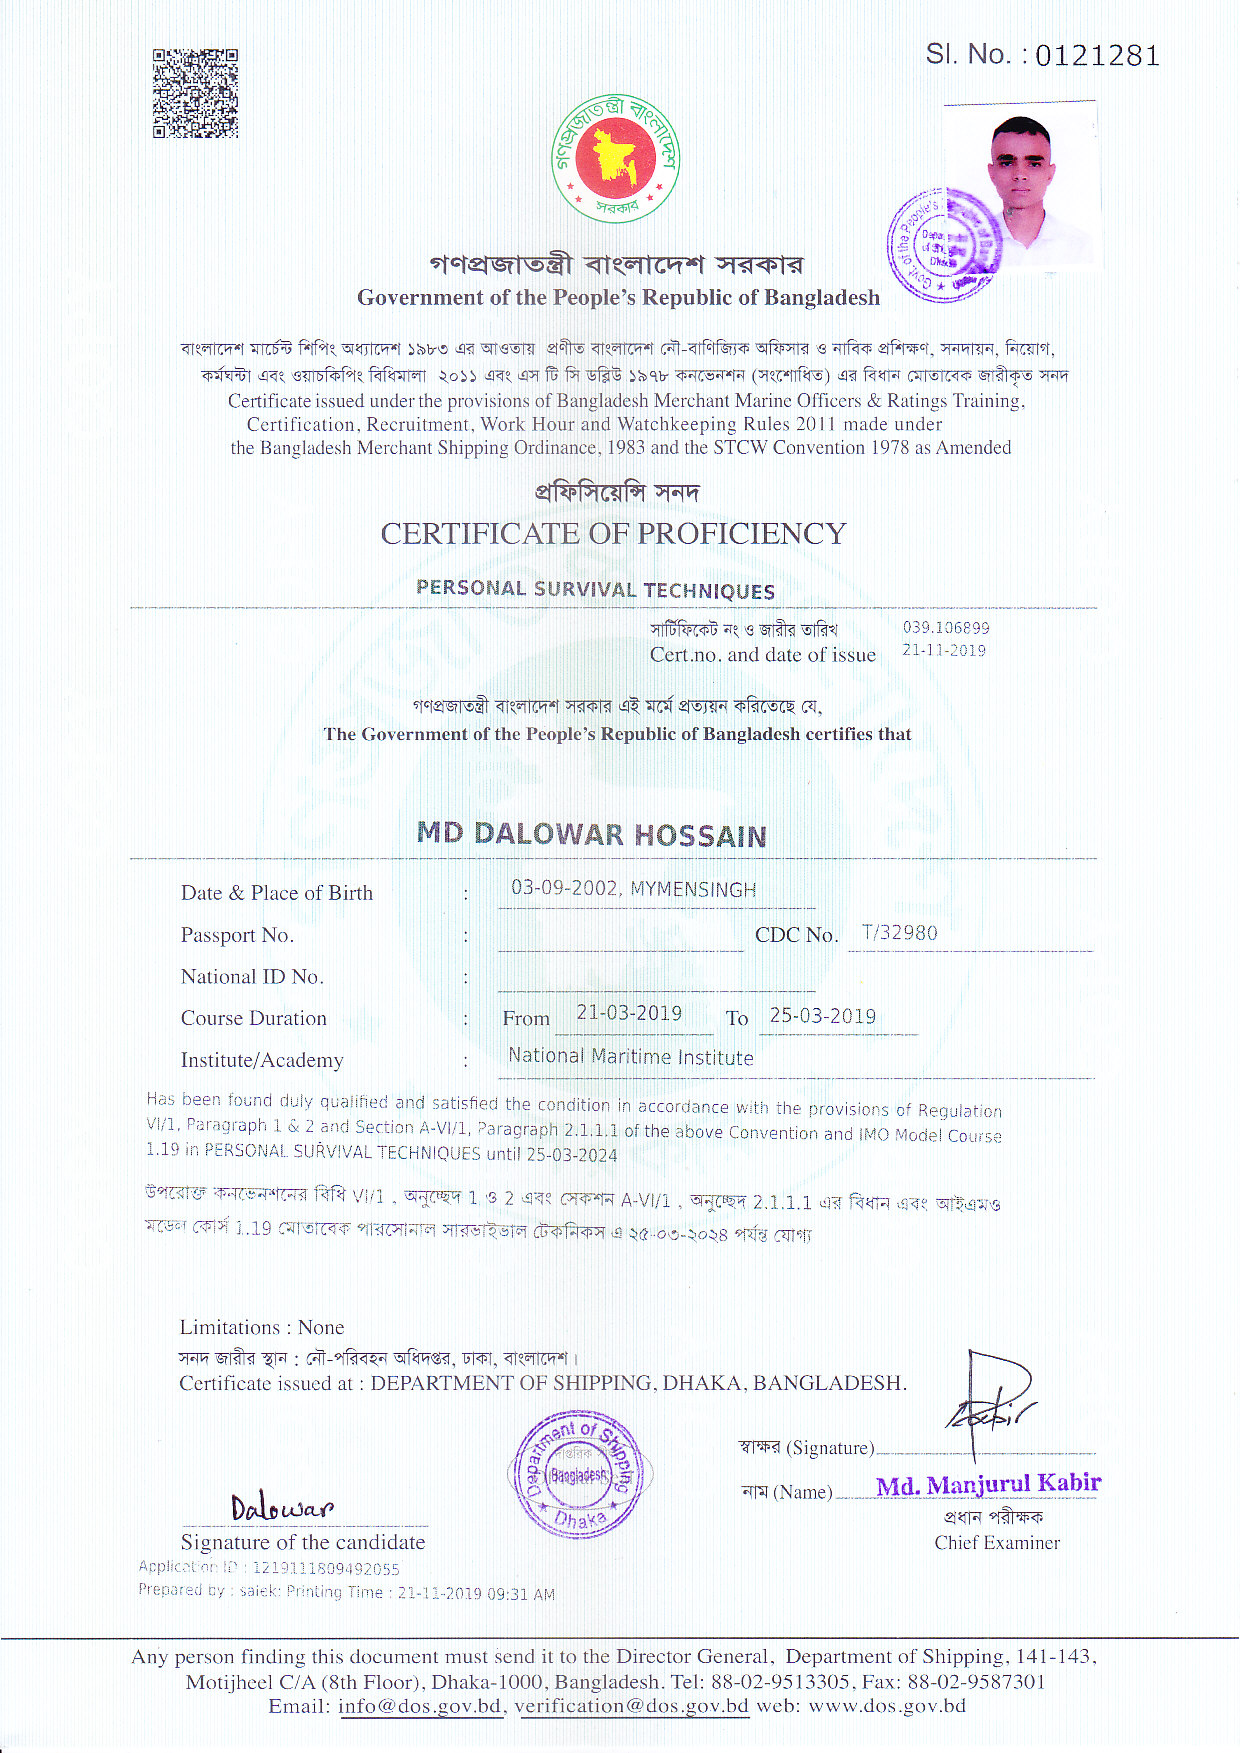 Sl. No. : 0121281
গণপ্রজাতন্ত্রী বাংলাদেশ
সরকার
Govt. of the People's
Dhaka
গণপ্রজাতন্ত্রী বাংলাদেশ সরকার
Government of the People's Republic of Bangladesh
বাংলাদেশ মার্চেন্ট শিপিং অধ্যাদেশ ১৯৮৩ এর আওতায় প্রণীত বাংলাদেশ নৌ-বাণিজ্যিক অফিসার ও নাবিক প্রশিক্ষণ, সনদায়ন, নিয়োগ,
কর্মঘন্টা এবং ওয়াচকিপিং বিধিমালা ২০১১ এবং এস টি সি ডব্লিউ ১৯৭৮ কনভেনশন (সংশোধিত) এর বিধান মোতাবেক জারীকৃত সনদ
Certificate issued under the provisions of Bangladesh Merchant Marine Officers & Ratings Training,
Certification, Recruitment, Work Hour and Watchkeeping Rules 2011 made under
the Bangladesh Merchant Shipping Ordinance, 1983 and the STCW Convention 1978 as Amended
প্রফিসিয়েন্সি সনদ
CERTIFICATE OF PROFICIENCY
PERSONAL SURVIVAL TECHNIQUES
সার্টিফিকেট নং ও জারীর তারিখ 039.106899
Cert.no. and date of issue 21-11-2019
গণপ্রজাতন্ত্রী বাংলাদেশ সরকার এই মর্মে প্রত্যয়ন করিতেছে যে,
The Government of the People's Republic of Bangladesh certifies that
MD DALOWAR HOSSAIN
Date & Place of Birth : 03-09-2002, MYMENSINGH
Passport No. : CDC No. T/32980
National ID No. :
Course Duration : From 21-03-2019 To 25-03-2019
Institute/Academy : National Maritime Institute
Has been found duly qualified and satisfied the condition in accordance with the provisions of Regulation
VI/1, Paragraph 1 & 2 and Section A-VI/1, Paragraph 2.1.1.1 of the above Convention and IMO Model Course
1.19 in PERSONAL SURVIVAL TECHNIQUES until 25-03-2024
উপরোক্ত কনভেনশনের বিধি VI/1 , অনুচ্ছেদ 1 ও 2 এবং সেকশন A-VI/1 , অনুচ্ছেদ 2.1.1.1 এর বিধান এবং আইএমও
মডেল কোর্স 1.19 মোতাবেক পারসোনাল সারভাইভাল টেকনিকস এ ২৫-০৩-২০২৪ পর্যন্ত যোগ্য
Limitations : None
সনদ জারীর স্থান : নৌ-পরিবহন অধিদপ্তর, ঢাকা, বাংলাদেশ।
Certificate issued at : DEPARTMENT OF SHIPPING, DHAKA, BANGLADESH.
Department of Shipping
Bangladesh
Dhaka
স্বাক্ষর (Signature)
নাম (Name) Md. Manjurul Kabir
প্রধান পরীক্ষক
Chief Examiner
Dalowar
Signature of the candidate
Application ID : 1219111809492055
Prepared by : Printing Time : 21-11-2019 09:31 AM
Any person finding this document must send it to the Director General, Department of Shipping, 141-143,
Motijheel C/A (8th Floor), Dhaka-1000, Bangladesh. Tel: 88-02-9513305, Fax: 88-02-9587301
Email: info@dos.gov.bd, verification@dos.gov.bd web: www.dos.gov.bd